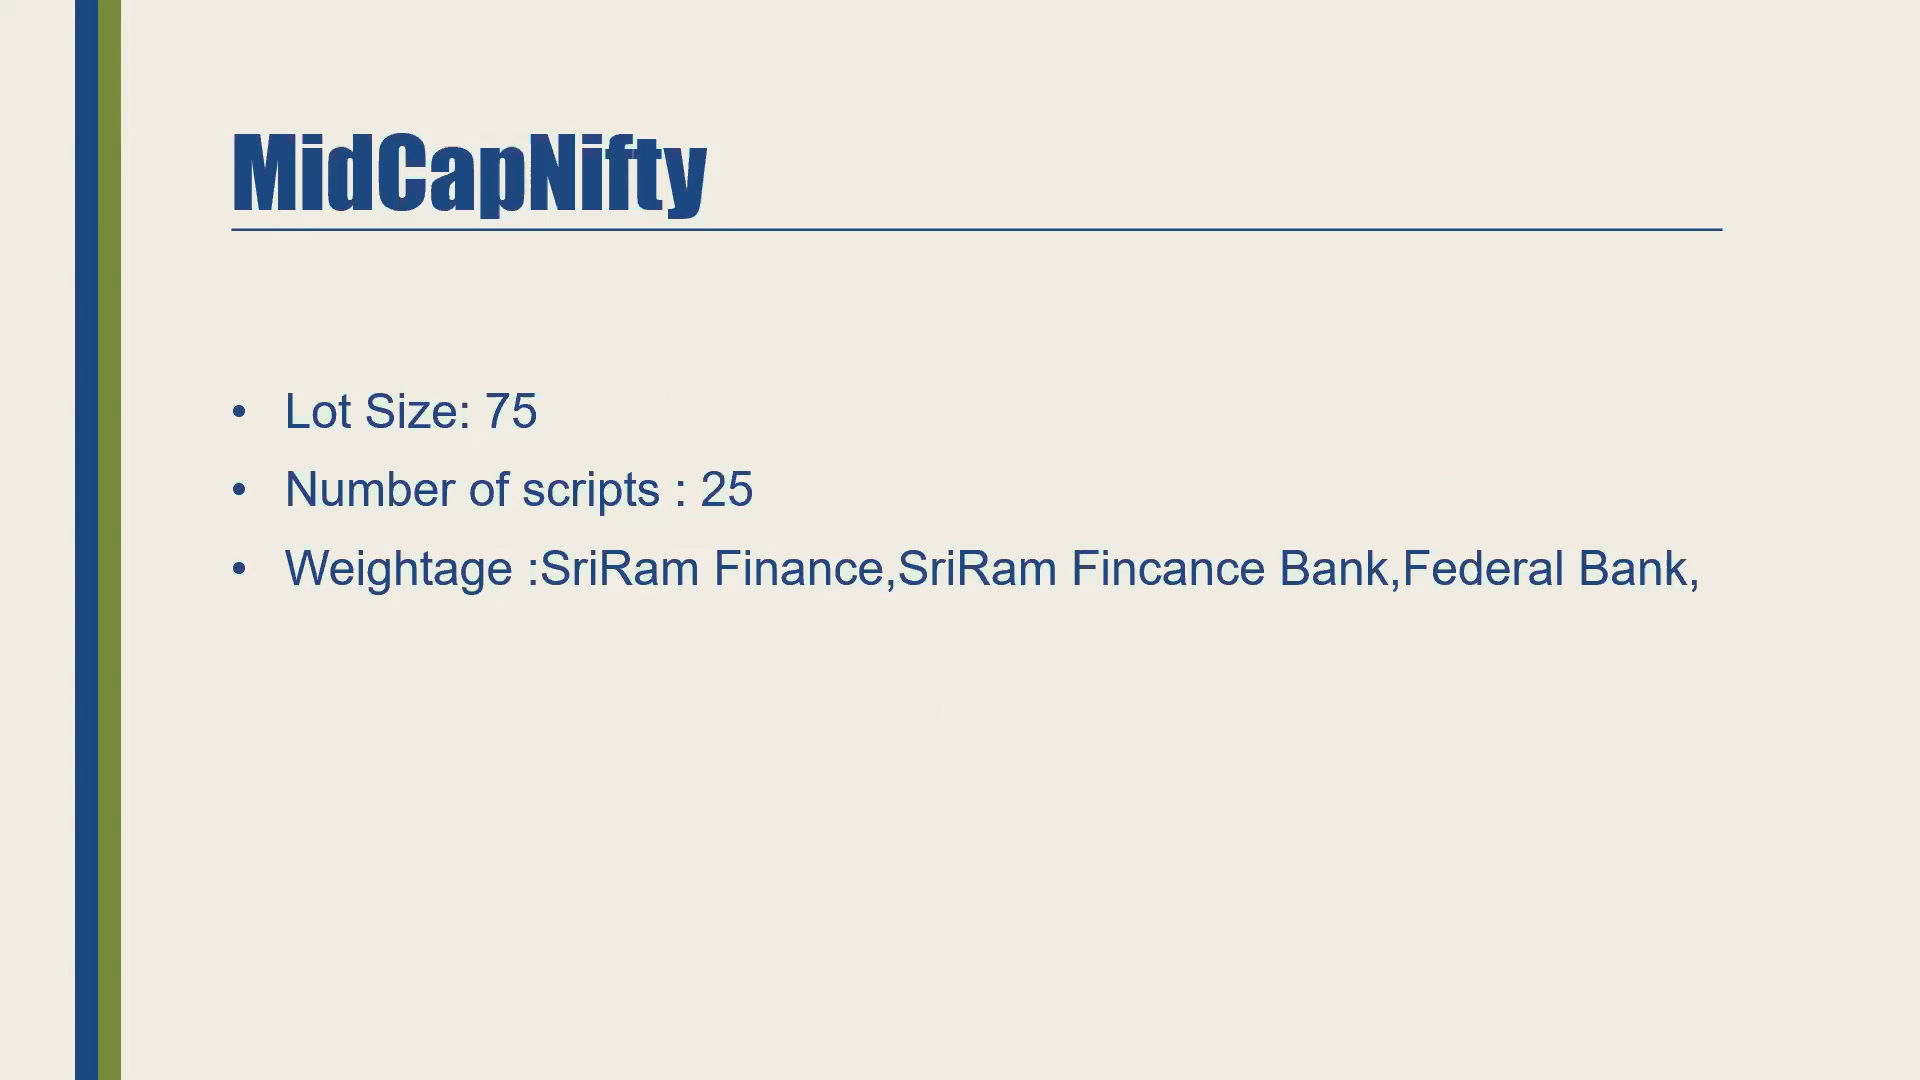 MidCapNifty
• Lot Size: 75
• Number of scripts : 25
• Weightage :SriRam Finance,SriRam Fincance Bank,Federal Bank,